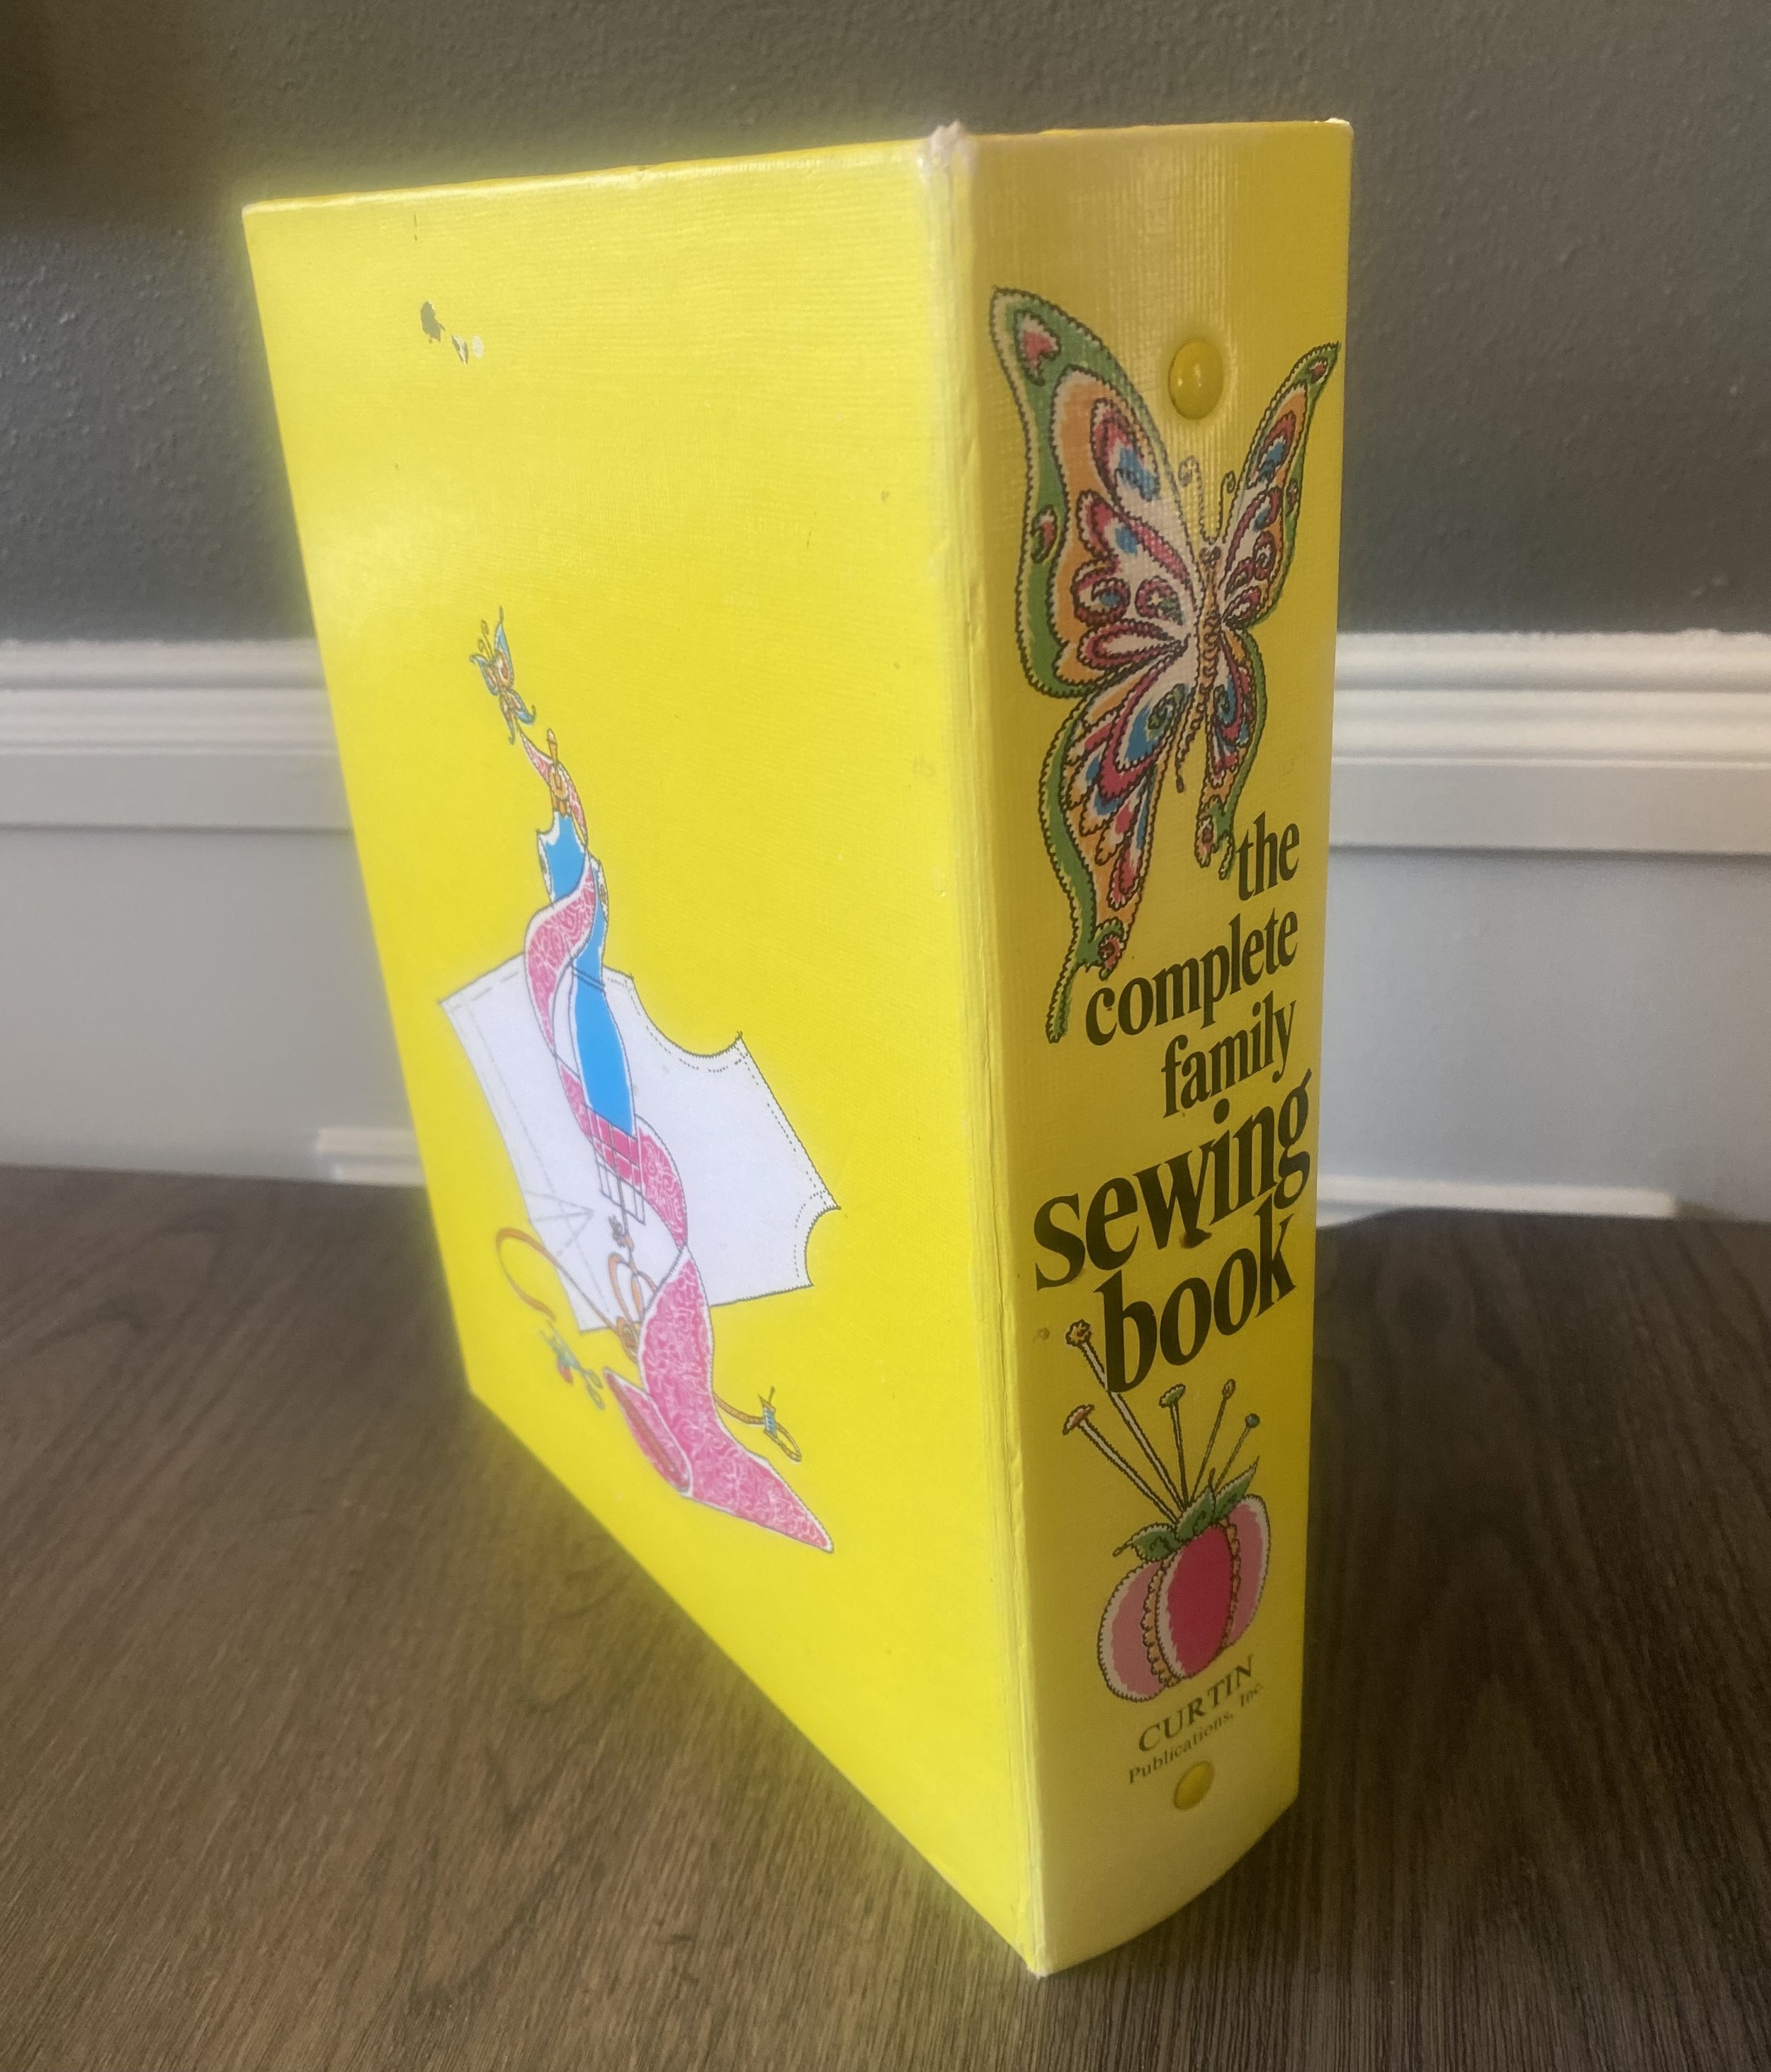 the
complete
family
sewing
book
CURTIN
Publications, Inc.